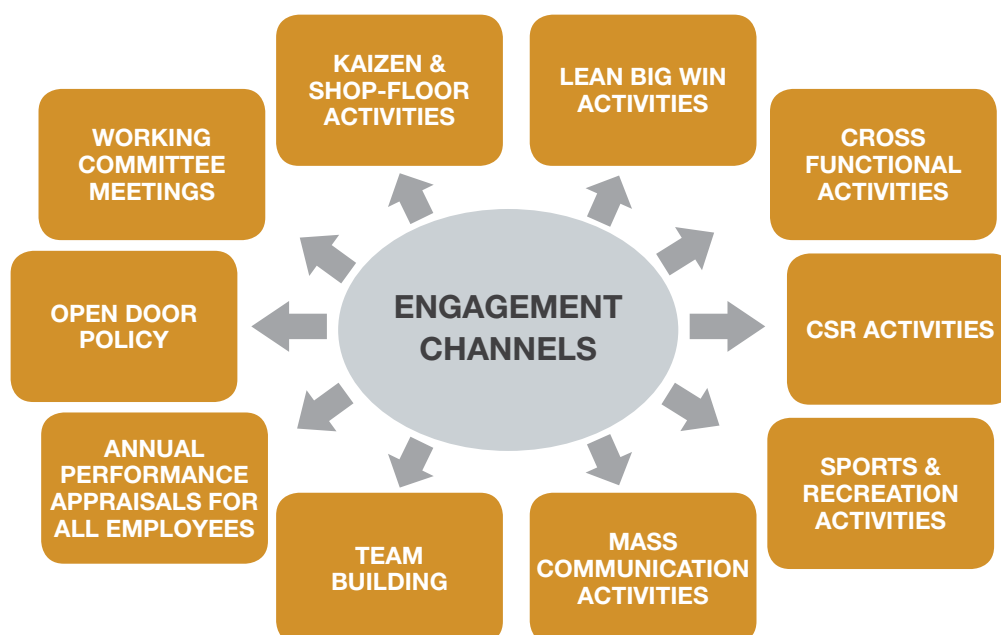 KAIZEN &
SHOP-FLOOR
ACTIVITIES
LEAN BIG WIN
ACTIVITIES
WORKING
COMMITTEE
MEETINGS
CROSS
FUNCTIONAL
ACTIVITIES
OPEN DOOR
POLICY
ENGAGEMENT
CHANNELS
CSR ACTIVITIES
ANNUAL
PERFORMANCE
APPRAISALS FOR
ALL EMPLOYEES
SPORTS &
RECREATION
ACTIVITIES
TEAM
BUILDING
MASS
COMMUNICATION
ACTIVITIES